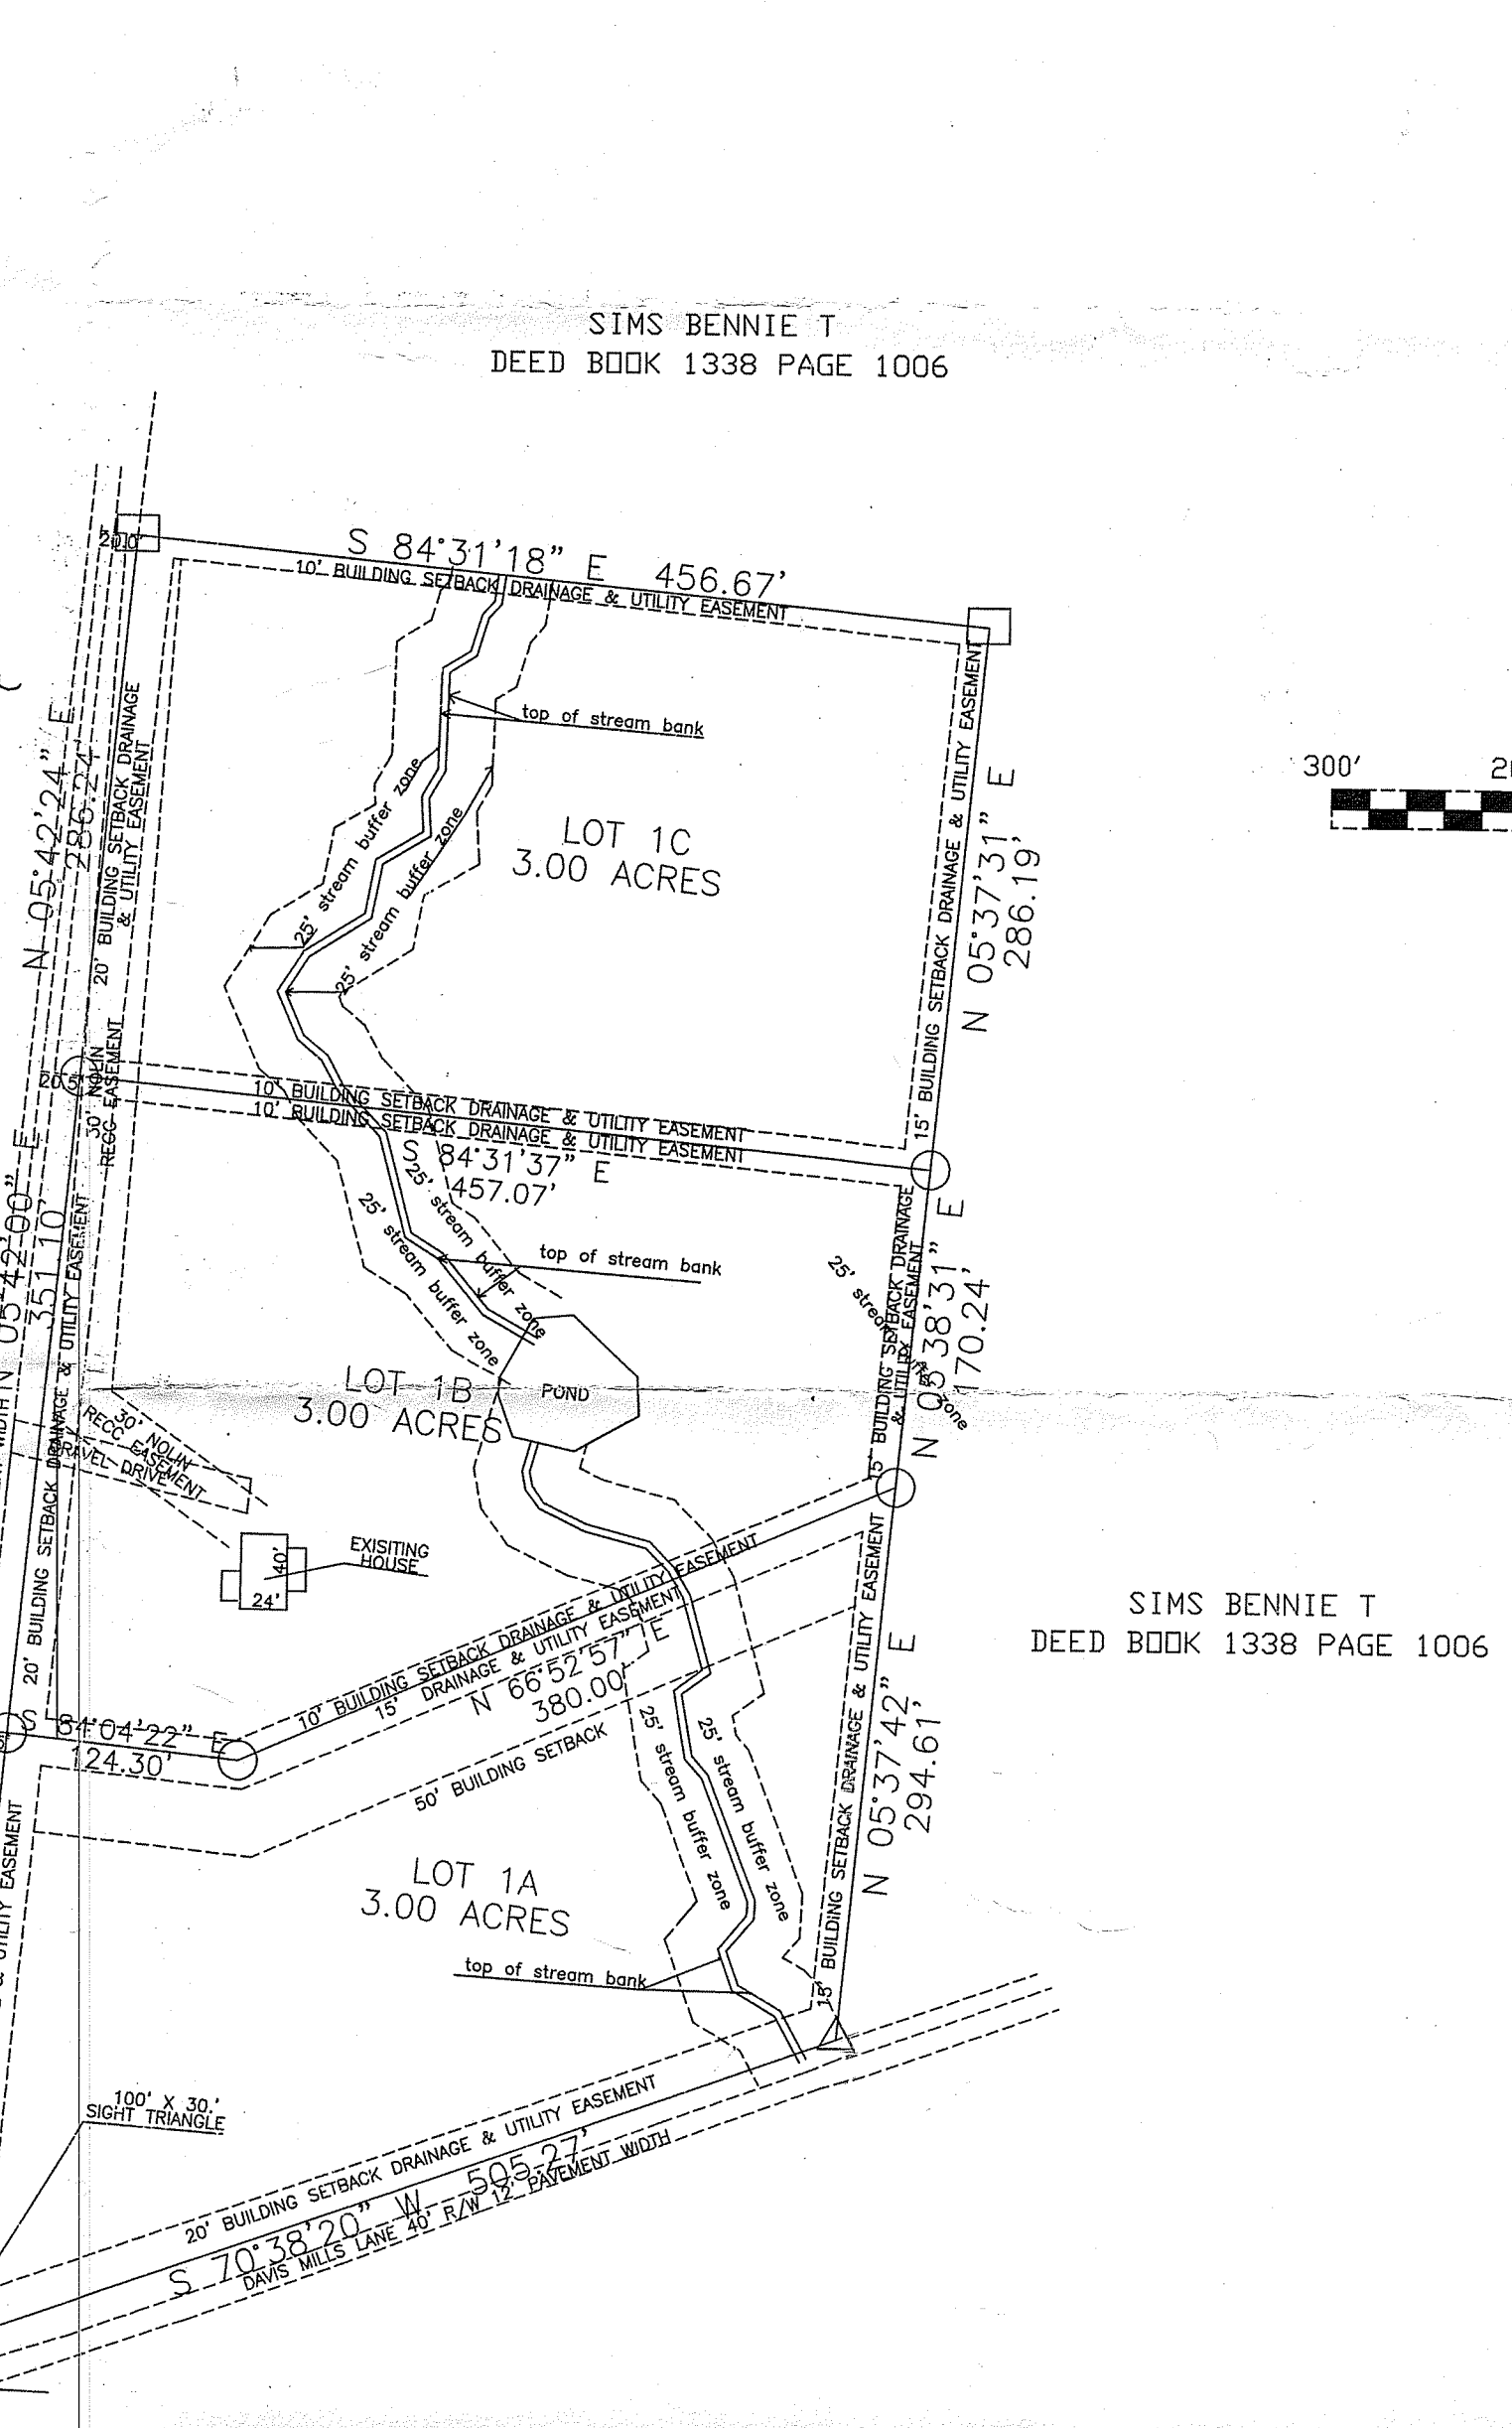 SIMS BENNIE T
DEED BOOK 1338 PAGE 1006
S 84°31'18" E 456.67'
10' BUILDING SETBACK DRAINAGE & UTILITY EASEMENT
top of stream bank
25' stream buffer zone
25' stream buffer zone
LOT 1C
3.00 ACRES
300'
N 05°42'24" E
286.24'
20' BUILDING SETBACK DRAINAGE
& UTILITY EASEMENT
15' BUILDING SETBACK DRAINAGE & UTILITY EASEMENT
N 05°37'31" E
286.19'
30' NOLIN
RECC EASEMENT
10' BUILDING SETBACK DRAINAGE & UTILITY EASEMENT
10' BUILDING SETBACK DRAINAGE & UTILITY EASEMENT
S 84°31'37" E
457.07'
25' stream buffer zone
25' stream buffer zone
top of stream bank
N 05°42'00" E
351.10'
20' BUILDING SETBACK DRAINAGE & UTILITY EASEMENT
LOT 1B
3.00 ACRES
POND
25' stream buffer zone
15' BUILDING SETBACK DRAINAGE
& UTILITY EASEMENT
N 05°38'31" E
170.24'
30' NOLIN
RECC EASEMENT
GRAVEL DRIVE
EXISITING
HOUSE
40'
24'
10' BUILDING SETBACK DRAINAGE & UTILITY EASEMENT
15' DRAINAGE & UTILITY EASEMENT
N 66°52'57" E
380.00'
50' BUILDING SETBACK
S 84°04'22" E
124.30'
SIMS BENNIE T
DEED BOOK 1338 PAGE 1006
25' stream buffer zone
25' stream buffer zone
15' BUILDING SETBACK DRAINAGE & UTILITY EASEMENT
N 05°37'42" E
294.61'
LOT 1A
3.00 ACRES
top of stream bank
& UTILITY EASEMENT
100' X 30.'
SIGHT TRIANGLE
20' BUILDING SETBACK DRAINAGE & UTILITY EASEMENT
S 70°38'20" W 505.27'
DAVIS MILLS LANE 40' R/W 12' PAVEMENT WIDTH